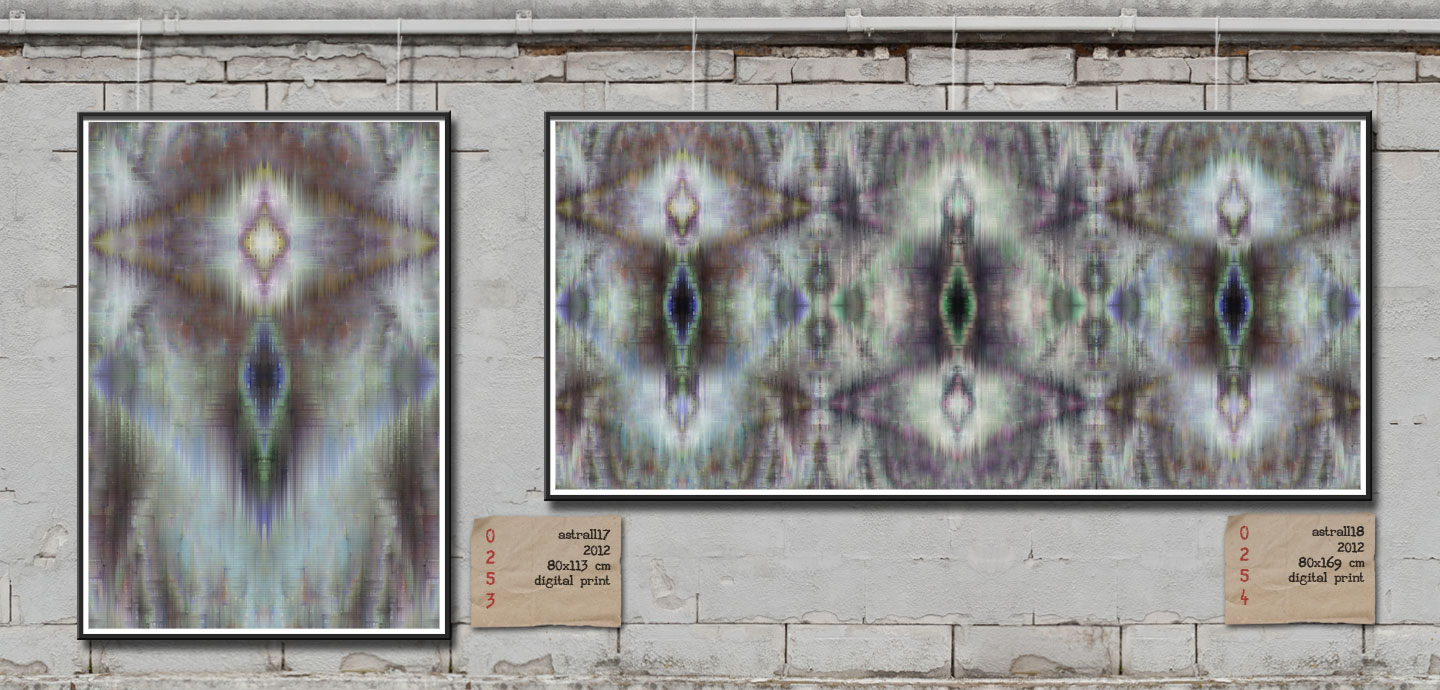 0
2
5
3
astrall17
2012
80x113 cm
digital print
0
2
5
4
astrall18
2012
80x169 cm
digital print